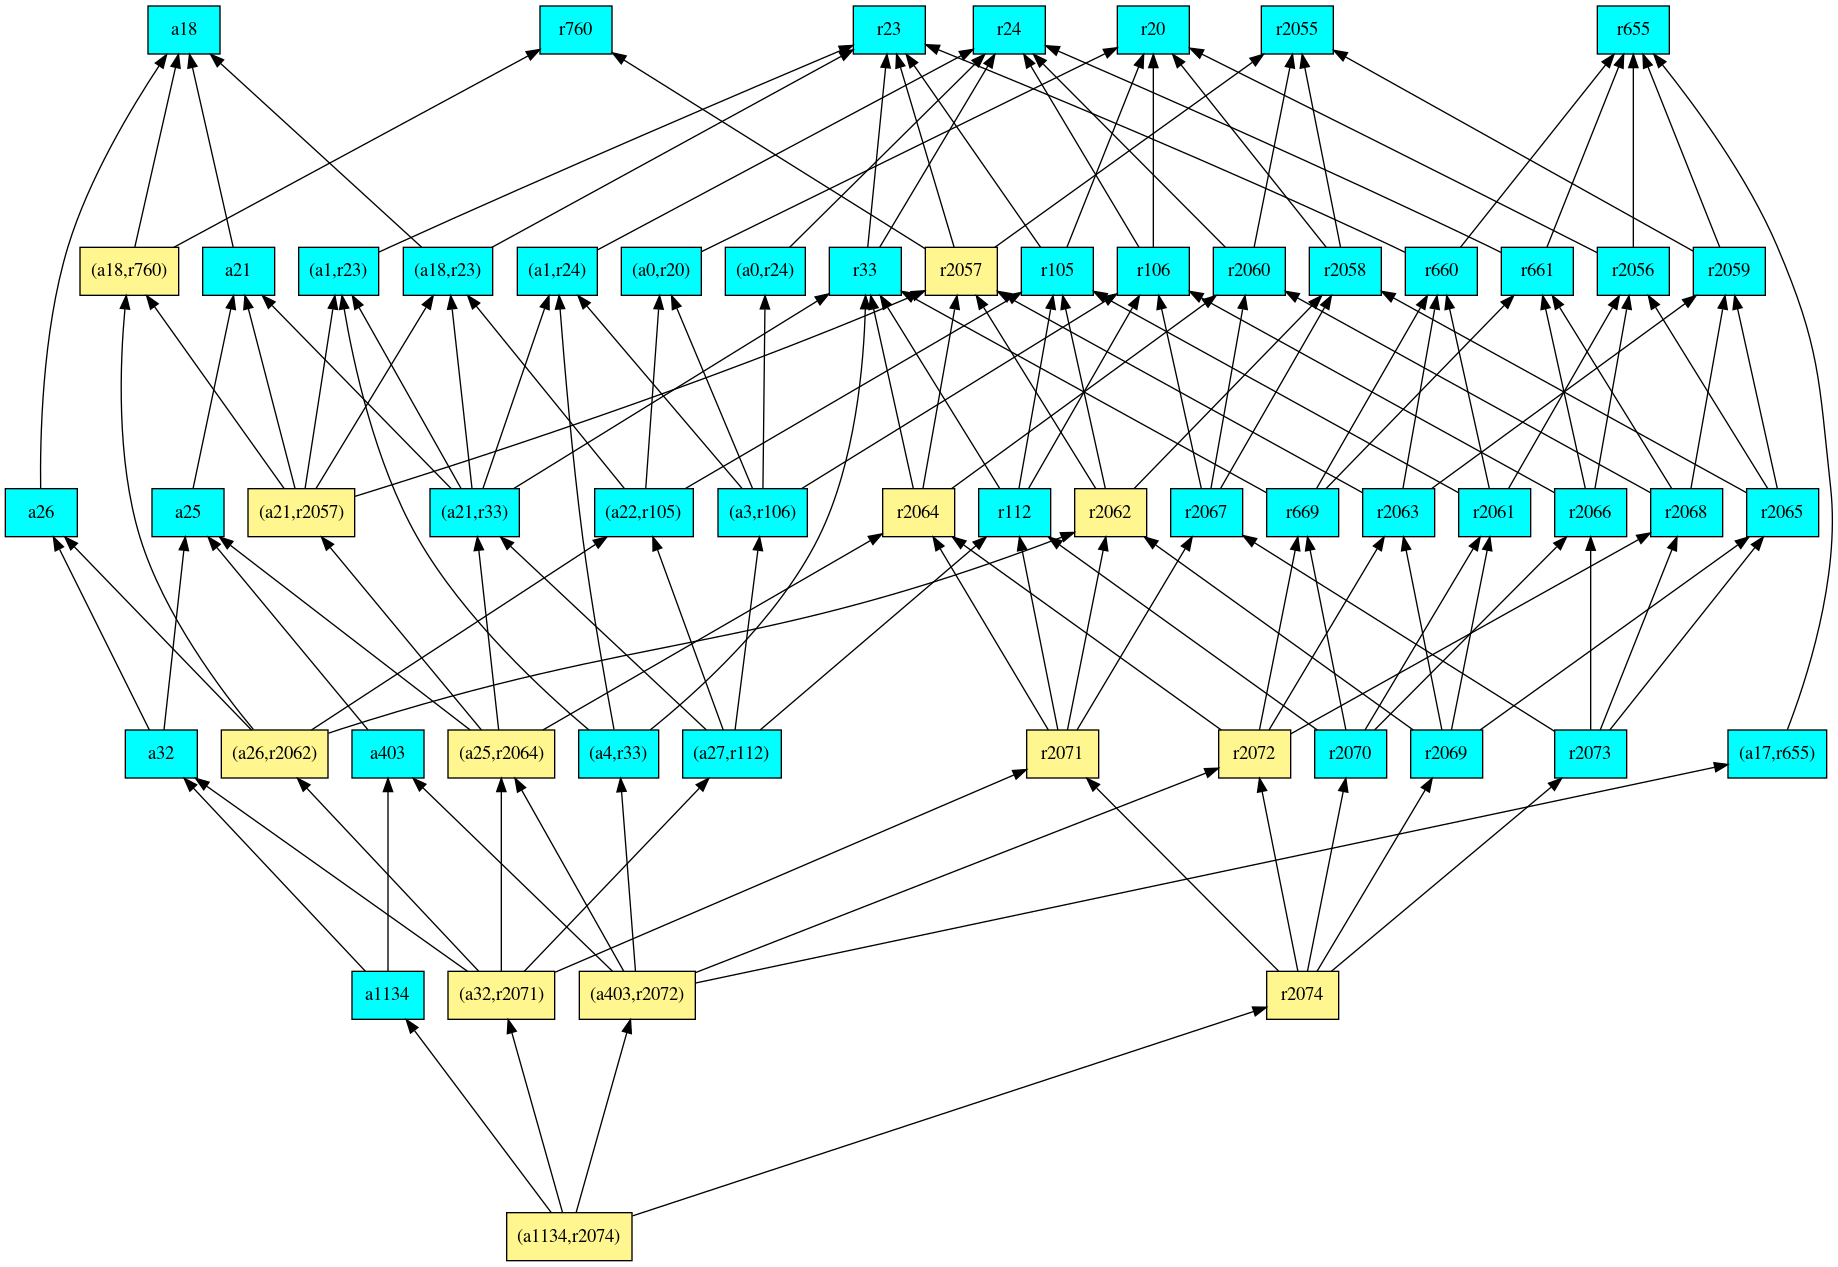 a18
r760
r23
r24
r20
r2055
r655
(a18,r760)
a21
(a1,r23)
(a18,r23)
(a1,r24)
(a0,r20)
(a0,r24)
r33
r2057
r105
r106
r2060
r2058
r660
r661
r2056
r2059
a26
a25
(a21,r2057)
(a21,r33)
(a22,r105)
(a3,r106)
r2064
r112
r2062
r2067
r669
r2063
r2061
r2066
r2068
r2065
a32
(a26,r2062)
a403
(a25,r2064)
(a4,r33)
(a27,r112)
r2071
r2072
r2070
r2069
r2073
(a17,r655)
a1134
(a32,r2071)
(a403,r2072)
r2074
(a1134,r2074)